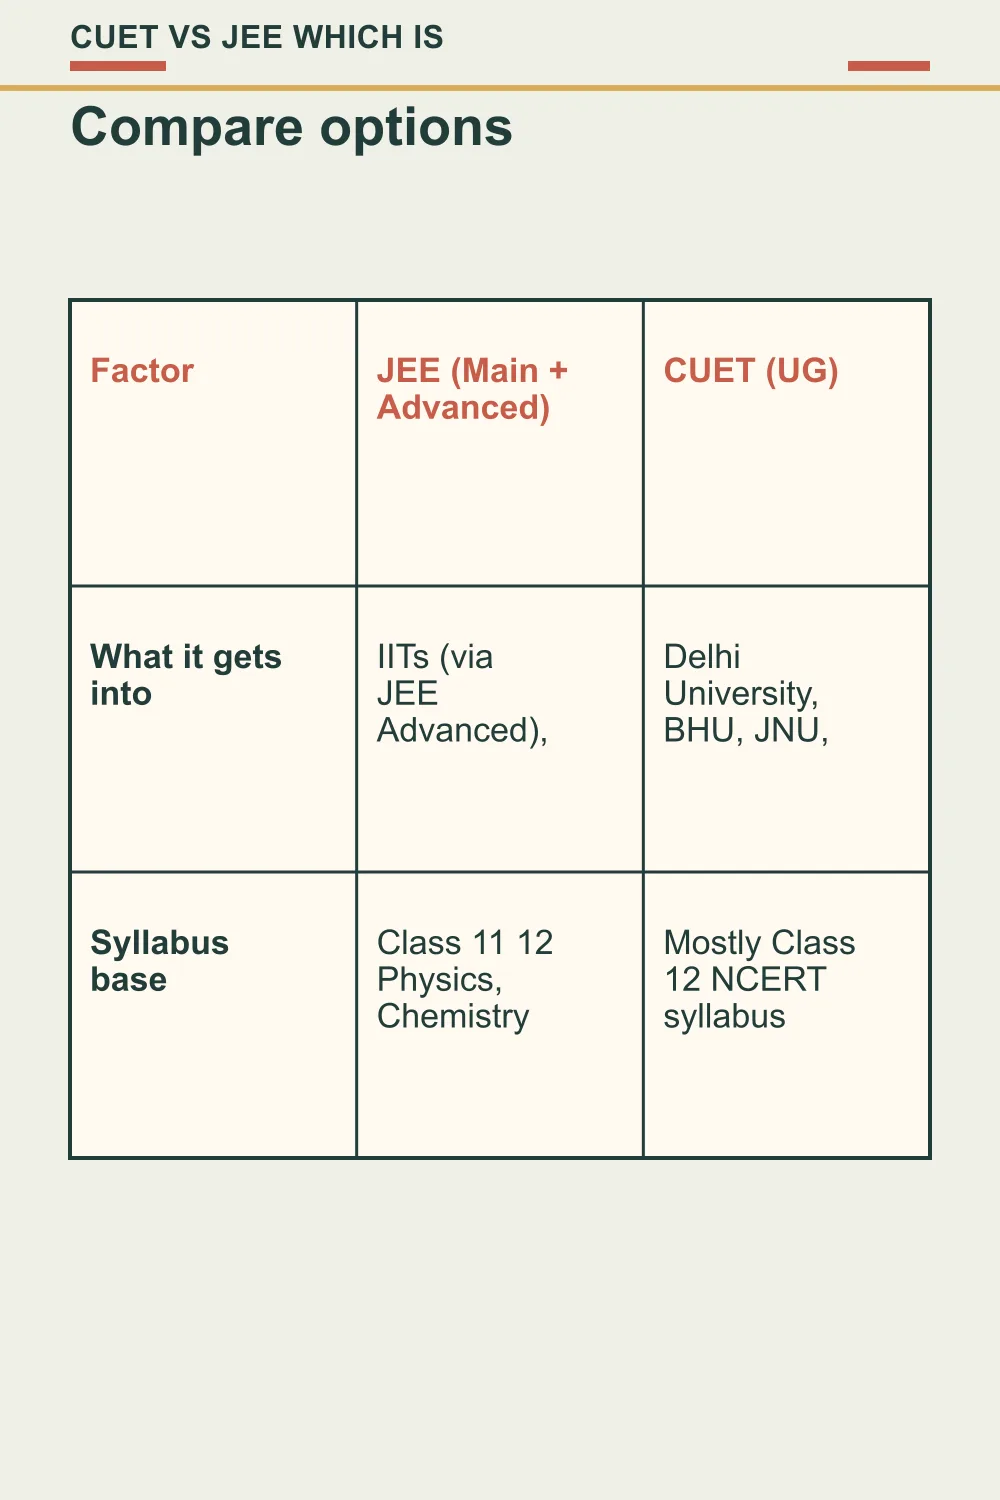 CUET VS JEE WHICH IS
Compare options
Factor
JEE (Main +
Advanced)
CUET (UG)
What it gets
into
IITs (via
JEE
Advanced),
Delhi
University,
BHU, JNU,
Syllabus
base
Class 11 12
Physics,
Chemistry
Mostly Class
12 NCERT
syllabus